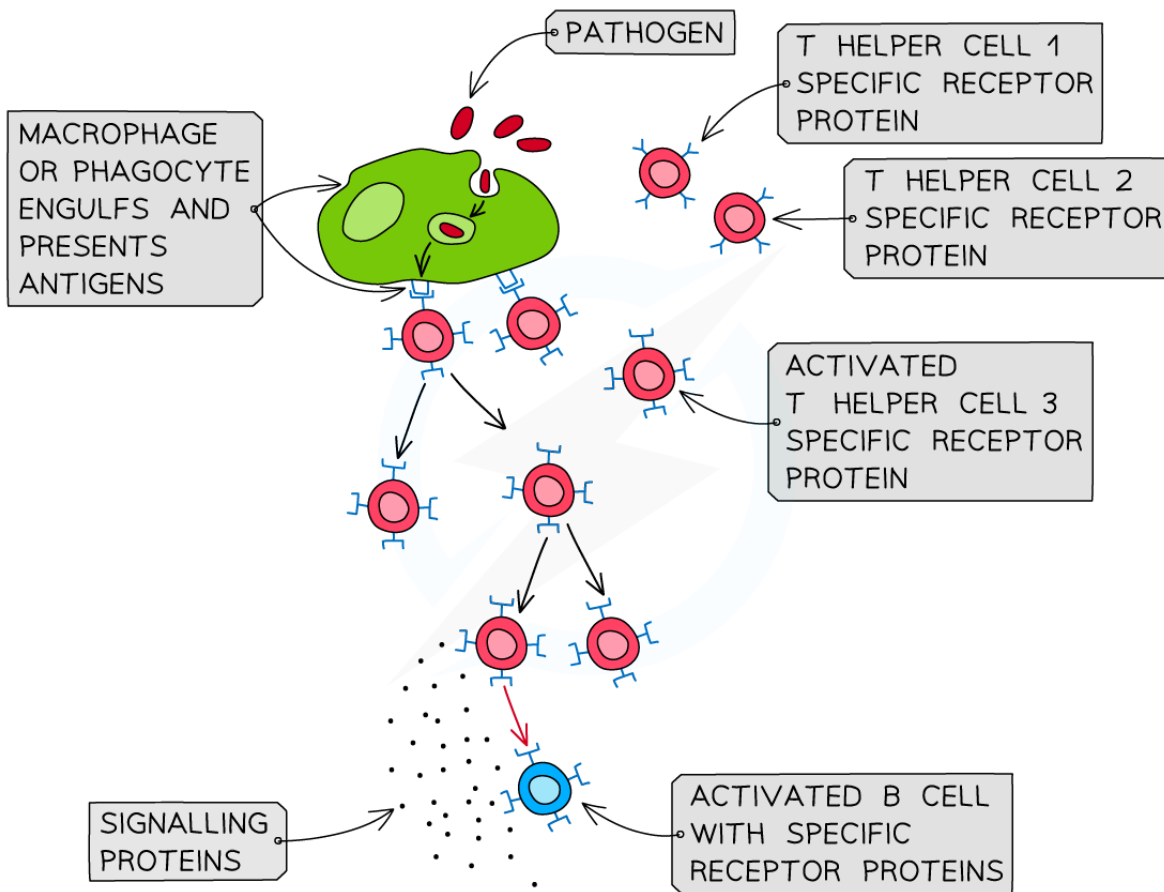 PATHOGEN
T HELPER CELL 1
SPECIFIC RECEPTOR
PROTEIN
MACROPHAGE
OR PHAGOCYTE
ENGULFS AND
PRESENTS
ANTIGENS
T HELPER CELL 2
SPECIFIC RECEPTOR
PROTEIN
ACTIVATED
T HELPER CELL 3
SPECIFIC RECEPTOR
PROTEIN
SIGNALLING
PROTEINS
ACTIVATED B CELL
WITH SPECIFIC
RECEPTOR PROTEINS